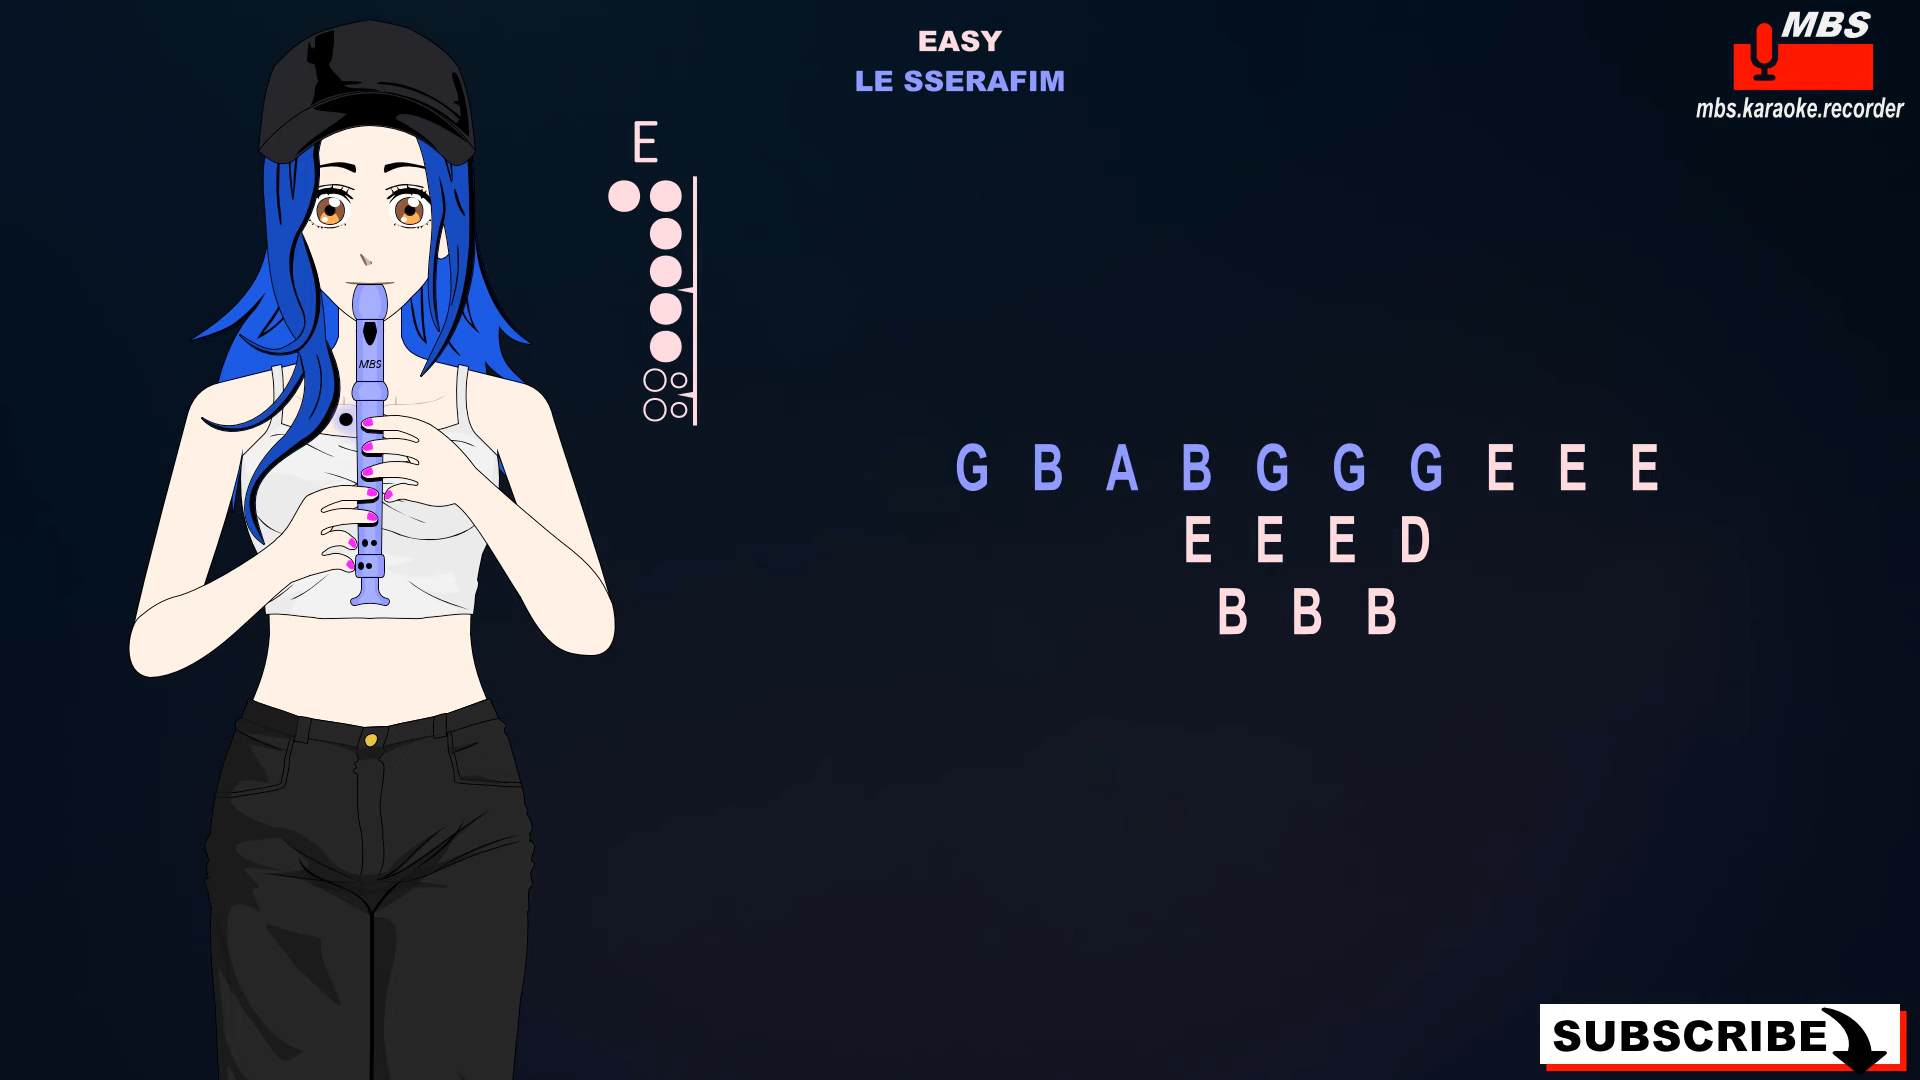 EASY
LE SSERAFIM
MBS
mbs.karaoke.recorder
E
MBS
G B A B G G G E E E
E E E D
B B B
SUBSCRIBE